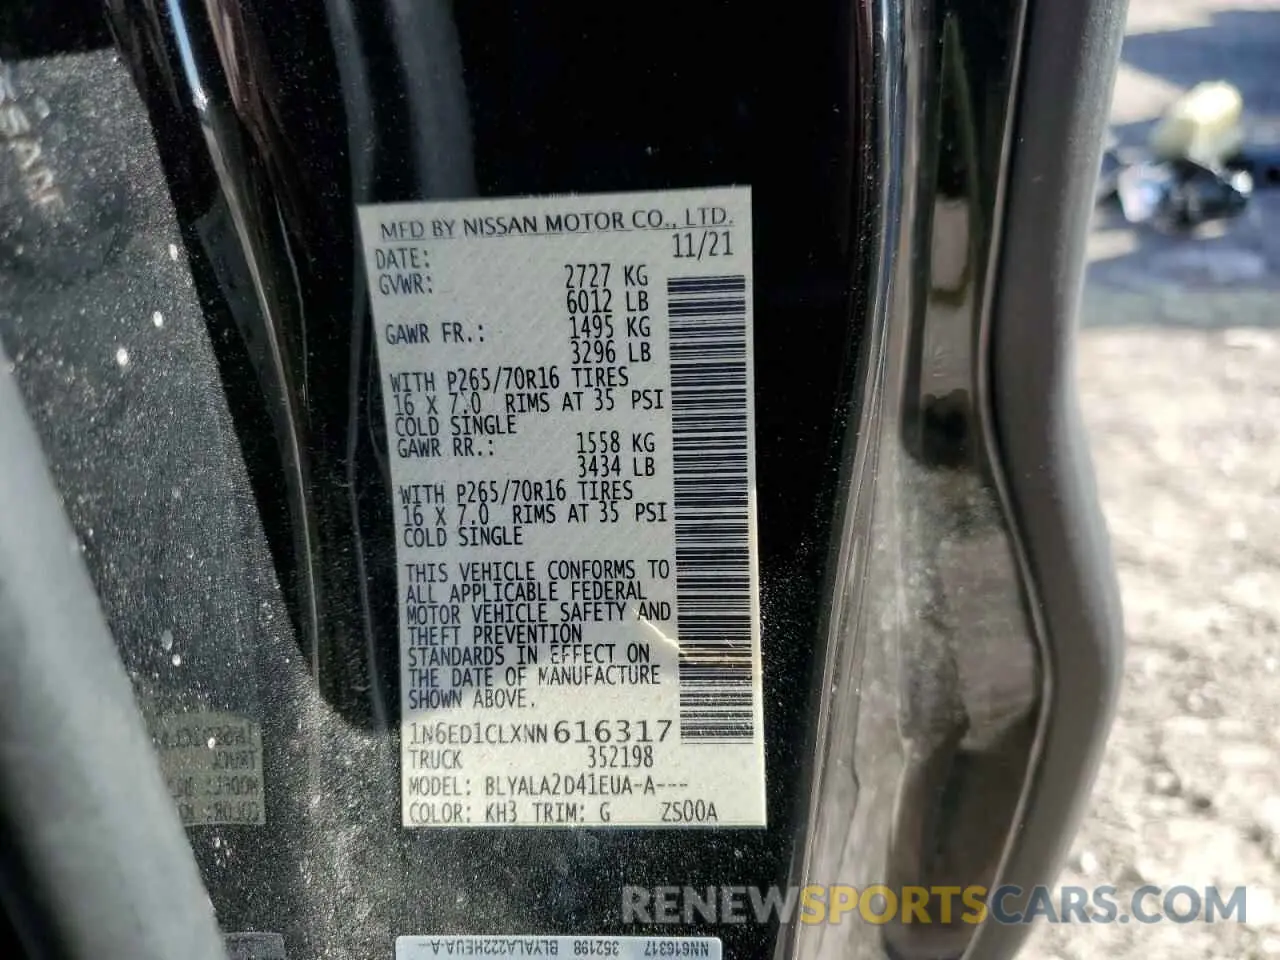 MFD BY NISSAN MOTOR CO., LTD.
DATE: 11/21
GVWR: 2727 KG
6012 LB
GAWR FR.: 1495 KG
3296 LB
WITH P265/70R16 TIRES
16 X 7.0 RIMS AT 35 PSI
COLD SINGLE
GAWR RR.: 1558 KG
3434 LB
WITH P265/70R16 TIRES
16 X 7.0 RIMS AT 35 PSI
COLD SINGLE
THIS VEHICLE CONFORMS TO
ALL APPLICABLE FEDERAL
MOTOR VEHICLE SAFETY AND
THEFT PREVENTION
STANDARDS IN EFFECT ON
THE DATE OF MANUFACTURE
SHOWN ABOVE.
1N6ED1CLXNN616317
TRUCK 352198
MODEL: BLYALA2D41EUA-A---
COLOR: KH3 TRIM: G ZS00A
NN616317 352198 BLYALA222HEUA-A--
RENEWSPORTSCARS.COM